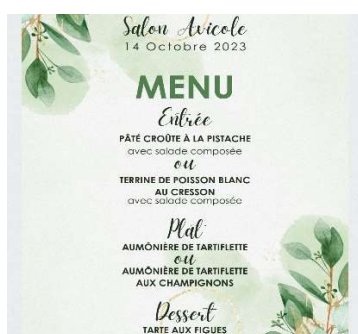 Salon Avicole
14 Octobre 2023
MENU
Entrée
PÂTÉ CROÛTE À LA PISTACHE
avec salade composée
ou
TERRINE DE POISSON BLANC
AU CRESSON
avec salade composée
Plat
AUMÔNIÈRE DE TARTIFLETTE
ou
AUMÔNIÈRE DE TARTIFLETTE
AUX CHAMPIGNONS
Dessert
TARTE AUX FIGUES